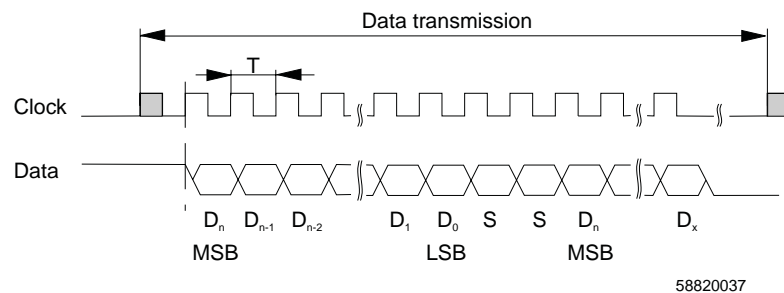 Data transmission
T
Clock
Data
Dn Dn-1 Dn-2 D1 D0 S S Dn Dx
MSB LSB MSB
58820037